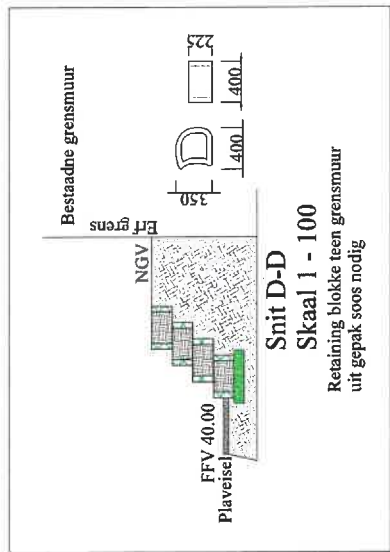 Bestaadne grensmuur
Erf grens
NGV
FFV 40.00
Plaveisel
350
400
225
400
Snit D-D
Skaal 1 - 100
Retaining blokke teen grensmuur
uit gepak soos nodig